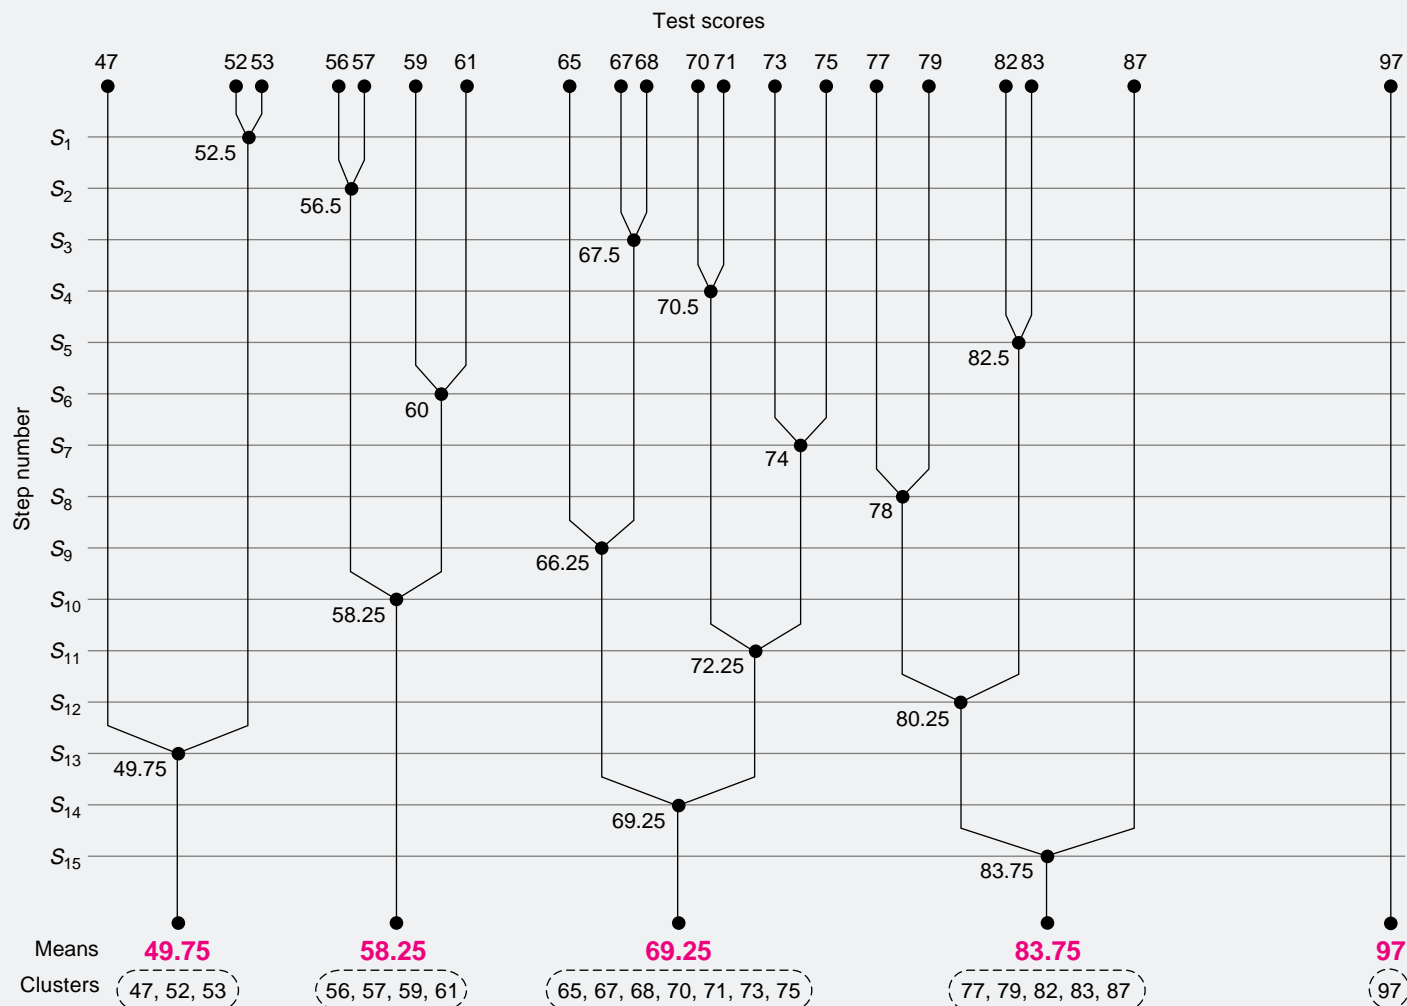 Test scores
47 52 53 56 57 59 61 65 67 68 70 71 73 75 77 79 82 83 87 97
S1
52.5
S2
56.5
S3
67.5
S4
70.5
S5
82.5
S6
60
S7
74
S8
78
S9
66.25
S10
58.25
S11
72.25
S12
80.25
S13
49.75
S14
69.25
S15
83.75
Step number
Means 49.75 58.25 69.25 83.75 97
Clusters 47, 52, 53 56, 57, 59, 61 65, 67, 68, 70, 71, 73, 75 77, 79, 82, 83, 87 97